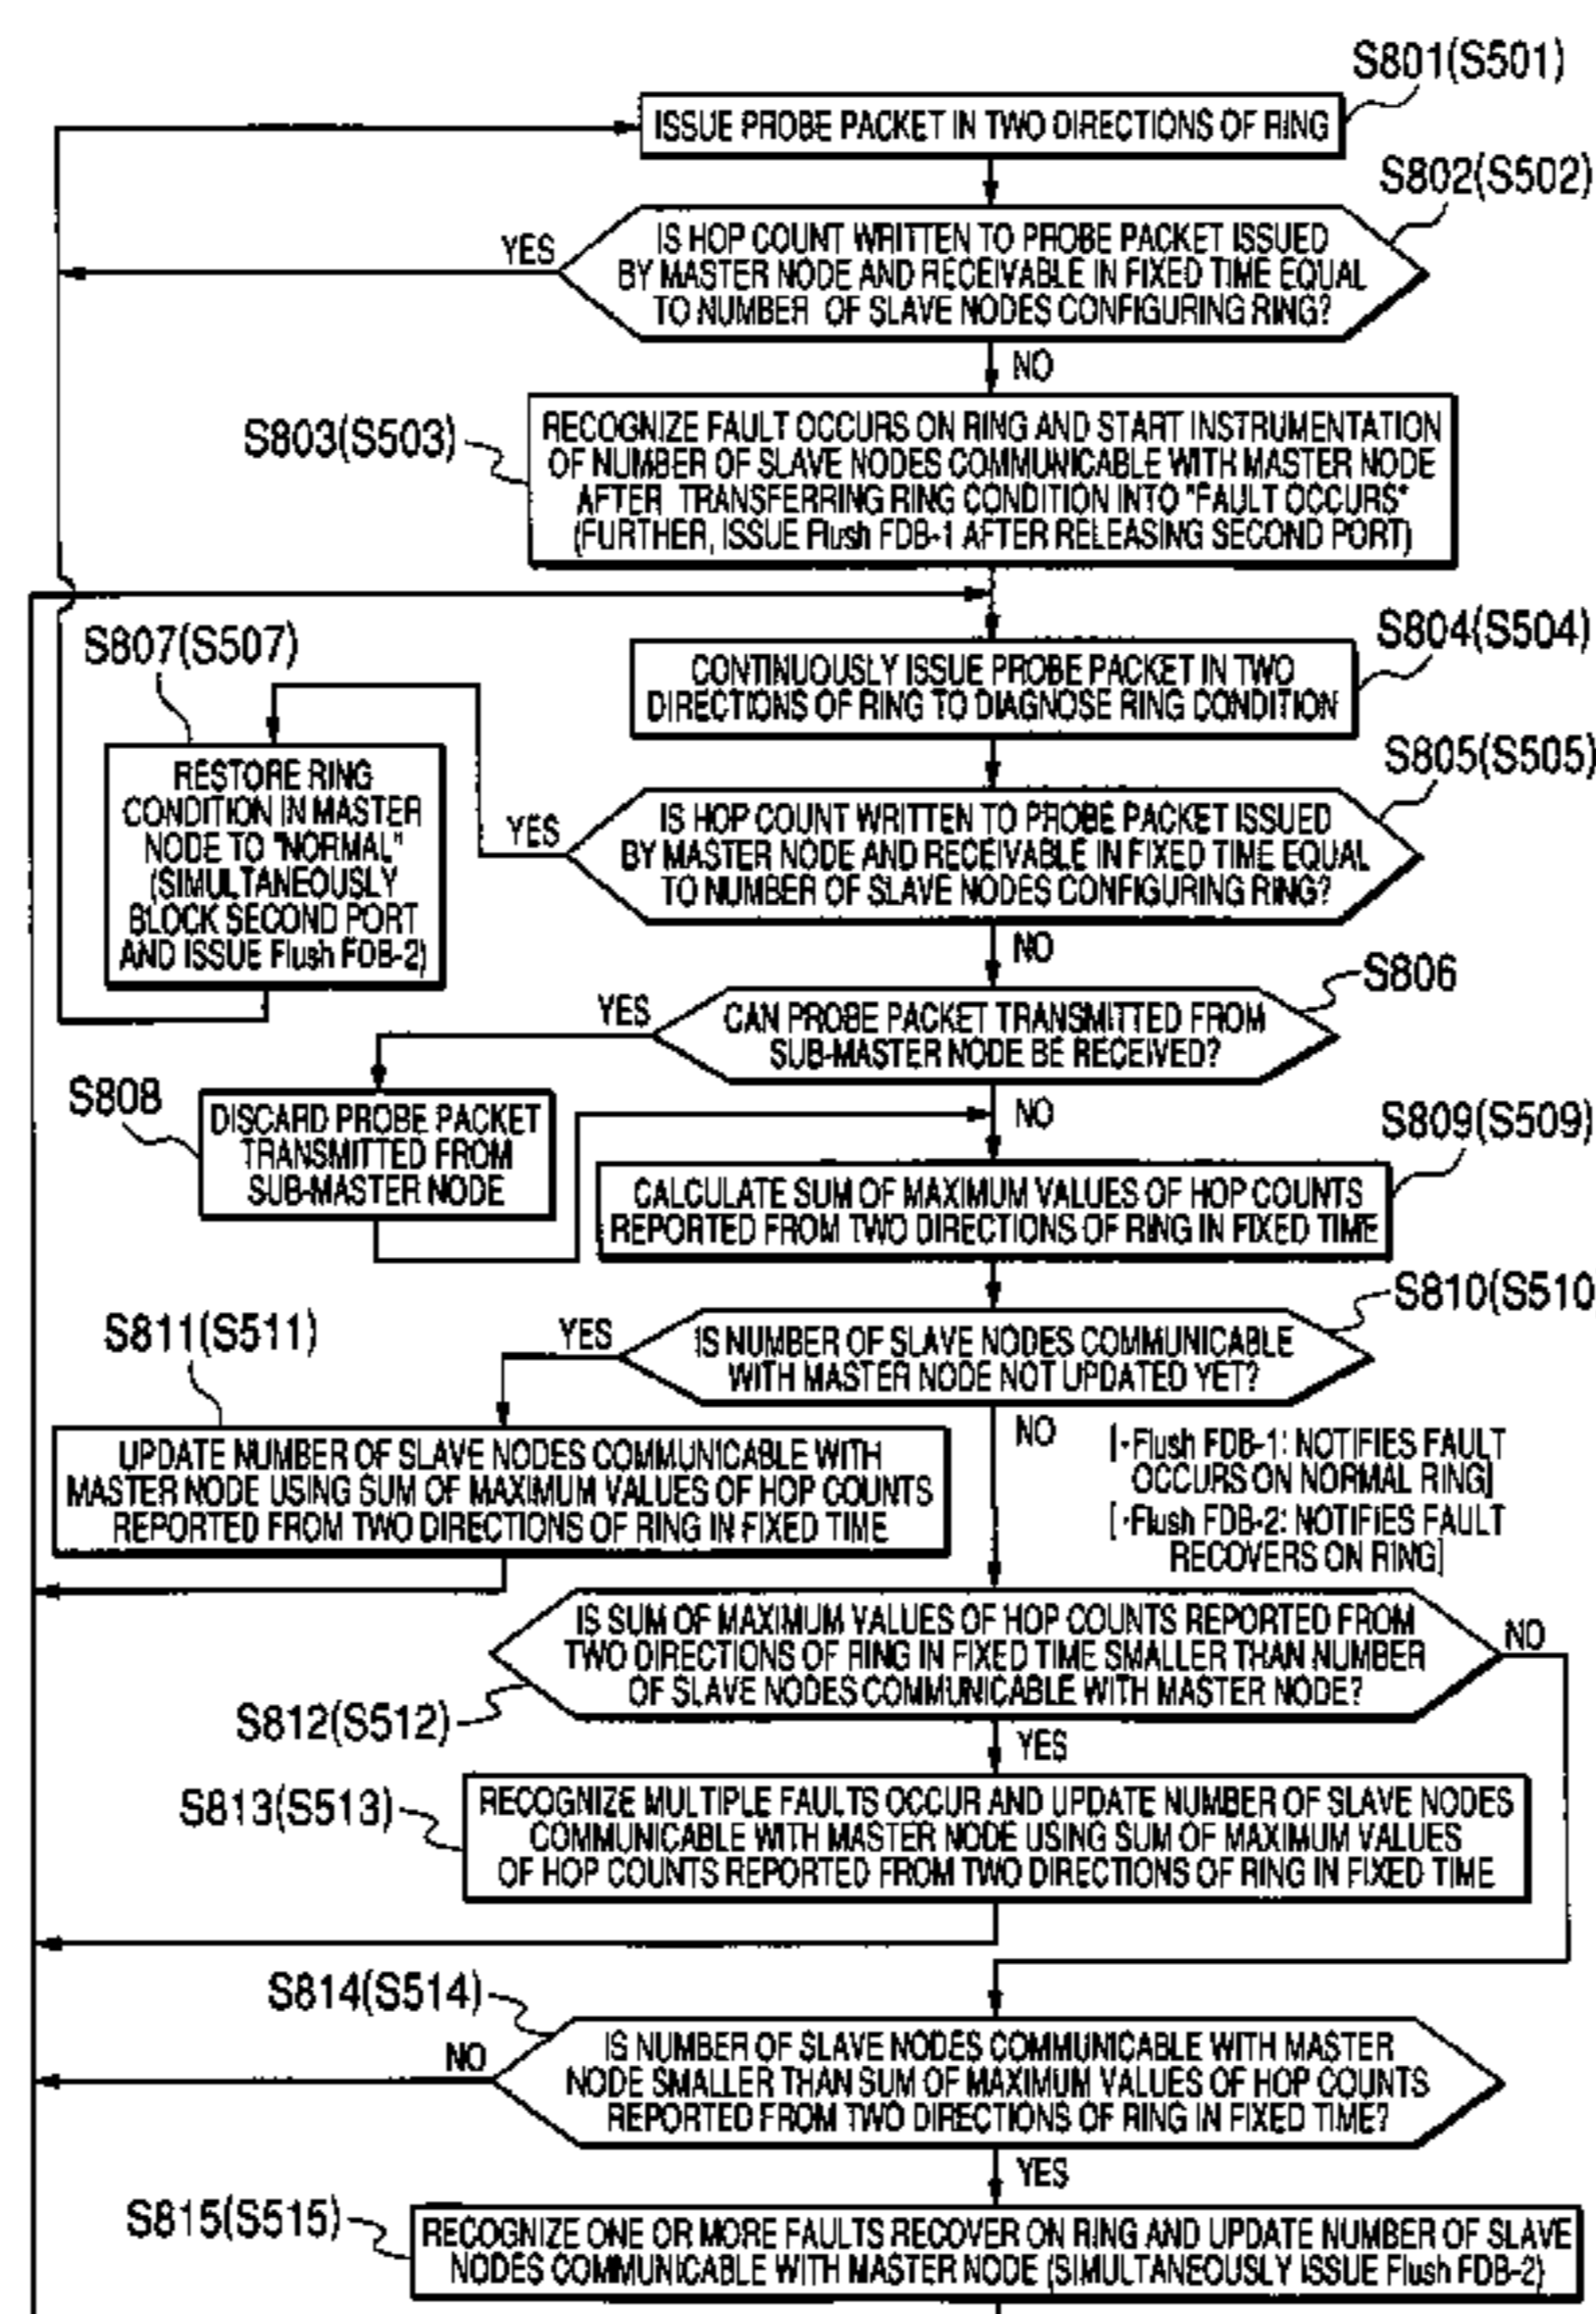 S801(S501)
ISSUE PROBE PACKET IN TWO DIRECTIONS OF RING
S802(S502)
YES
IS HOP COUNT WRITTEN TO PROBE PACKET ISSUED
BY MASTER NODE AND RECEIVABLE IN FIXED TIME EQUAL
TO NUMBER OF SLAVE NODES CONFIGURING RING?
NO
S803(S503)
RECOGNIZE FAULT OCCURS ON RING AND START INSTRUMENTATION
OF NUMBER OF SLAVE NODES COMMUNICABLE WITH MASTER NODE
AFTER TRANSFERRING RING CONDITION INTO "FAULT OCCURS"
(FURTHER, ISSUE Flush FDB-1 AFTER RELEASING SECOND PORT)
S804(S504)
CONTINUOUSLY ISSUE PROBE PACKET IN TWO
DIRECTIONS OF RING TO DIAGNOSE RING CONDITION
S807(S507)
RESTORE RING
CONDITION IN MASTER
NODE TO "NORMAL"
(SIMULTANEOUSLY
BLOCK SECOND PORT
AND ISSUE Flush FDB-2)
S805(S505)
YES
IS HOP COUNT WRITTEN TO PROBE PACKET ISSUED
BY MASTER NODE AND RECEIVABLE IN FIXED TIME EQUAL
TO NUMBER OF SLAVE NODES CONFIGURING RING?
NO
S806
YES
CAN PROBE PACKET TRANSMITTED FROM
SUB-MASTER NODE BE RECEIVED?
NO
S808
DISCARD PROBE PACKET
TRANSMITTED FROM
SUB-MASTER NODE
S809(S509)
CALCULATE SUM OF MAXIMUM VALUES OF HOP COUNTS
REPORTED FROM TWO DIRECTIONS OF RING IN FIXED TIME
S810(S510
YES
IS NUMBER OF SLAVE NODES COMMUNICABLE
WITH MASTER NODE NOT UPDATED YET?
NO
S811(S511)
UPDATE NUMBER OF SLAVE NODES COMMUNICABLE WITH
MASTER NODE USING SUM OF MAXIMUM VALUES OF HOP COUNTS
REPORTED FROM TWO DIRECTIONS OF RING IN FIXED TIME
[·Flush FDB-1: NOTIFIES FAULT
OCCURS ON NORMAL RING]
[·Flush FDB-2: NOTIFIES FAULT
RECOVERS ON RING]
IS SUM OF MAXIMUM VALUES OF HOP COUNTS REPORTED FROM
TWO DIRECTIONS OF RING IN FIXED TIME SMALLER THAN NUMBER
OF SLAVE NODES COMMUNICABLE WITH MASTER NODE?
NO
S812(S512)
YES
S813(S513)
RECOGNIZE MULTIPLE FAULTS OCCUR AND UPDATE NUMBER OF SLAVE NODES
COMMUNICABLE WITH MASTER NODE USING SUM OF MAXIMUM VALUES
OF HOP COUNTS REPORTED FROM TWO DIRECTIONS OF RING IN FIXED TIME
S814(S514)
NO
IS NUMBER OF SLAVE NODES COMMUNICABLE WITH MASTER
NODE SMALLER THAN SUM OF MAXIMUM VALUES OF HOP COUNTS
REPORTED FROM TWO DIRECTIONS OF RING IN FIXED TIME?
YES
S815(S515)
RECOGNIZE ONE OR MORE FAULTS RECOVER ON RING AND UPDATE NUMBER OF SLAVE
NODES COMMUNICABLE WITH MASTER NODE (SIMULTANEOUSLY ISSUE Flush FDB-2)